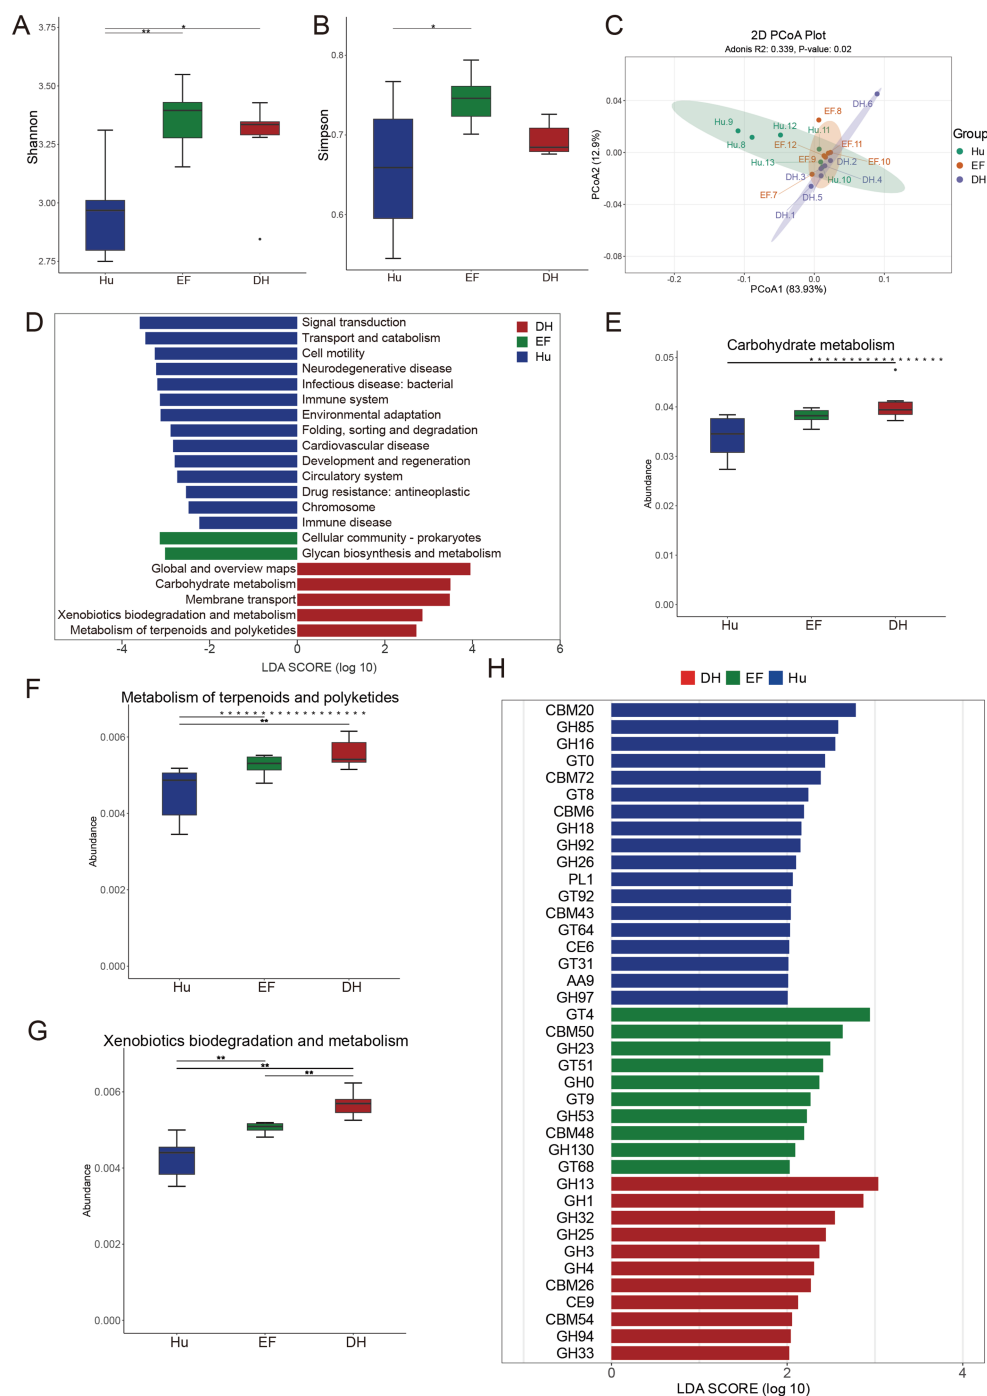 A
3.75
3.50
3.25
3.00
2.75
Shannon
*
**
Hu
EF
DH
B
0.8
0.7
0.6
Simpson
*
Hu
EF
DH
C
2D PCoA Plot
Adonis R2: 0.339, P-value: 0.02
0.04
0.00
-0.04
-0.08
PCoA2 (12.9%)
DH.6
EF.8
Hu.9
Hu.12
Hu.11
Hu.8
EF.12
EF.11
Hu.13
EF.9
DH.2
EF.10
DH.3
DH.4
Hu.10
EF.7
DH.5
DH.1
-0.2
-0.1
0.0
0.1
PCoA1 (83.93%)
Group
Hu
EF
DH
D
Signal transduction
Transport and catabolism
Cell motility
Neurodegenerative disease
Infectious disease: bacterial
Immune system
Environmental adaptation
Folding, sorting and degradation
Cardiovascular disease
Development and regeneration
Circulatory system
Drug resistance: antineoplastic
Chromosome
Immune disease
Cellular community - prokaryotes
Glycan biosynthesis and metabolism
Global and overview maps
Carbohydrate metabolism
Membrane transport
Xenobiotics biodegradation and metabolism
Metabolism of terpenoids and polyketides
DH
EF
Hu
-4
-2
0
2
4
6
LDA SCORE (log 10)
E
Carbohydrate metabolism
0.05
0.04
0.03
0.02
0.01
0.00
Abundance
* * * * * * * * * * * * * * * * *
Hu
EF
DH
F
Metabolism of terpenoids and polyketides
* * * * * * * * * * * * * * * * * *
**
0.006
0.004
0.002
0.000
Abundance
Hu
EF
DH
G
Xenobiotics biodegradation and metabolism
**
**
**
0.006
0.004
0.002
0.000
Abundance
Hu
EF
DH
H
DH
EF
Hu
CBM20
GH85
GH16
GT0
CBM72
GT8
CBM6
GH18
GH92
GH26
PL1
GT92
CBM43
GT64
CE6
GT31
AA9
GH97
GT4
CBM50
GH23
GT51
GH0
GT9
GH53
CBM48
GH130
GT68
GH13
GH1
GH32
GH25
GH3
GH4
CBM26
CE9
CBM54
GH94
GH33
0
2
4
LDA SCORE (log 10)